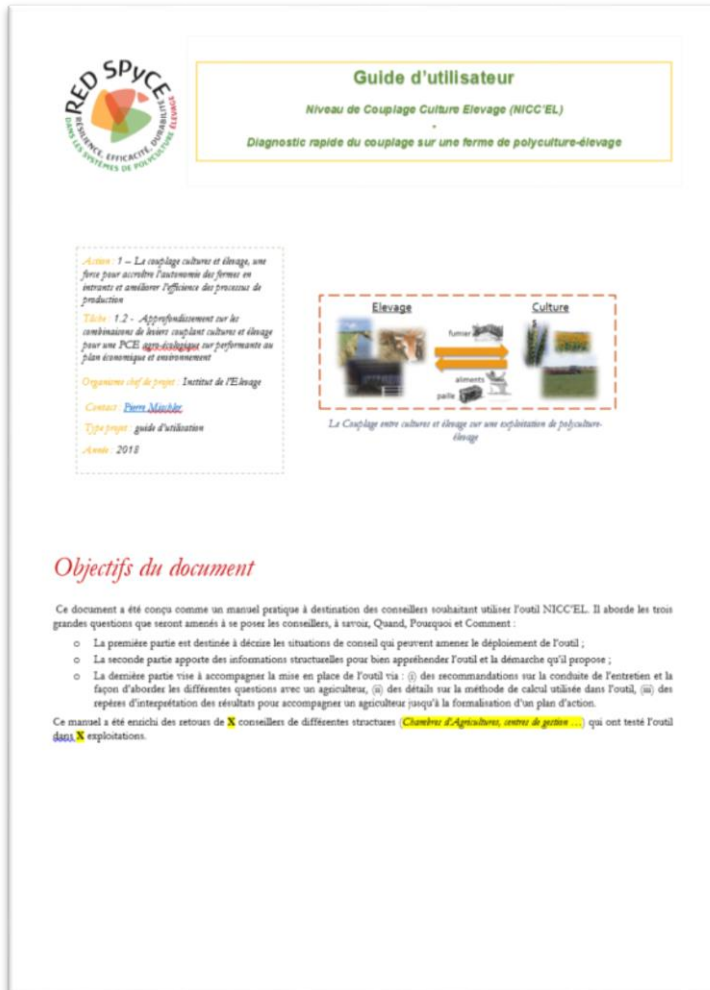 RED SPyCE
RÉSILIENCE, EFFICACITÉ, DURABILITÉ
DANS LES SYSTÈMES DE POLYCULTURE ÉLEVAGE
Guide d'utilisateur
Niveau de Couplage Culture Elevage (NICC'EL)
-
Diagnostic rapide du couplage sur une ferme de polyculture-élevage
Action : 1 – Le couplage cultures et élevage, une
force pour accroître l'autonomie des fermes en
intrants et améliorer l'efficience des processus de
production
Tâche : 1.2 - Approfondissement sur les
combinaisons de leviers couplant cultures et élevage
pour une PCE agro-écologique sur performante au
plan économique et environnement
Organisme chef de projet : Institut de l'Elevage
Contact : Pierre Mischler
Type projet : guide d'utilisation
Année : 2018
Elevage
Culture
fumier
aliments
paille
Le Couplage entre cultures et élevage sur une exploitation de polyculture-
élevage
Objectifs du document
Ce document a été conçu comme un manuel pratique à destination des conseillers souhaitant utiliser l'outil NICC'EL. Il aborde les trois
grandes questions que seront amenés à se poser les conseillers, à savoir, Quand, Pourquoi et Comment :
o La première partie est destinée à décrire les situations de conseil qui peuvent amener le déploiement de l'outil ;
o La seconde partie apporte des informations structurelles pour bien appréhender l'outil et la démarche qu'il propose ;
o La dernière partie vise à accompagner la mise en place de l'outil via : (i) des recommandations sur la conduite de l'entretien et la
façon d'aborder les différentes questions avec un agriculteur, (ii) des détails sur la méthode de calcul utilisée dans l'outil, (iii) des
repères d'interprétation des résultats pour accompagner un agriculteur jusqu'à la formalisation d'un plan d'action.
Ce manuel a été enrichi des retours de X conseillers de différentes structures (Chambres d'Agricultures, centres de gestion …) qui ont testé l'outil
dans X exploitations.